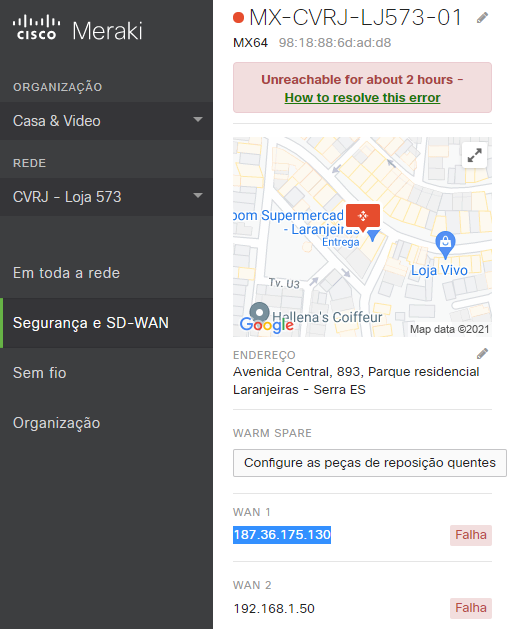 cisco Meraki
ORGANIZAÇÃO
Casa & Video
REDE
CVRJ - Loja 573
Em toda a rede
Segurança e SD-WAN
Sem fio
Organização
MX-CVRJ-LJ573-01
MX64 98:18:88:6d:ad:d8
Unreachable for about 2 hours –
How to resolve this error
oom Supermercad
- Laranjeiras
Entrega
Loja Vivo
Tv. U3
Hellena's Coiffeur
Google
Map data ©2021
ENDEREÇO
Avenida Central, 893, Parque residencial
Laranjeiras - Serra ES
WARM SPARE
Configure as peças de reposição quentes
WAN 1
187.36.175.130 Falha
WAN 2
192.168.1.50 Falha